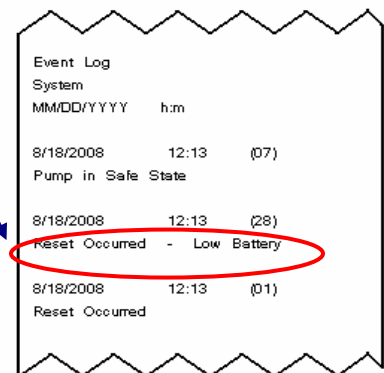 Event Log
System
MM/DD/YYYY h:m
8/18/2008 12:13 (07)
Pump in Safe State
8/18/2008 12:13 (28)
Reset Occurred - Low Battery
8/18/2008 12:13 (01)
Reset Occurred